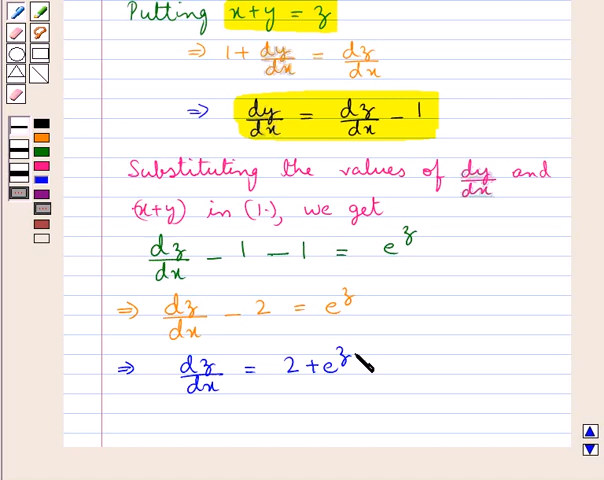 Putting x+y = z
⇒ 1 + dy/dx = dz/dx
⇒ dy/dx = dz/dx - 1
Substituting the values of dy/dx and
(x+y) in (1.), we get
dz/dx - 1 - 1 = e^z
⇒ dz/dx - 2 = e^z
⇒ dz/dx = 2 + e^z